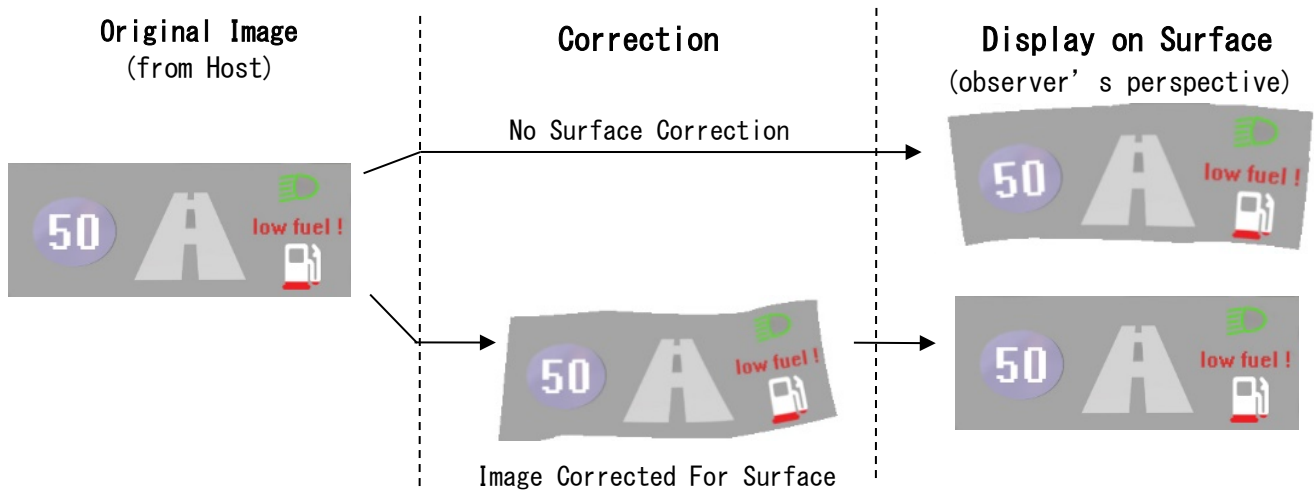 Original Image
(from Host)
Correction
Display on Surface
(observer's perspective)
No Surface Correction
50
low fuel !
50
low fuel !
50
low fuel !
50
low fuel !
Image Corrected For Surface